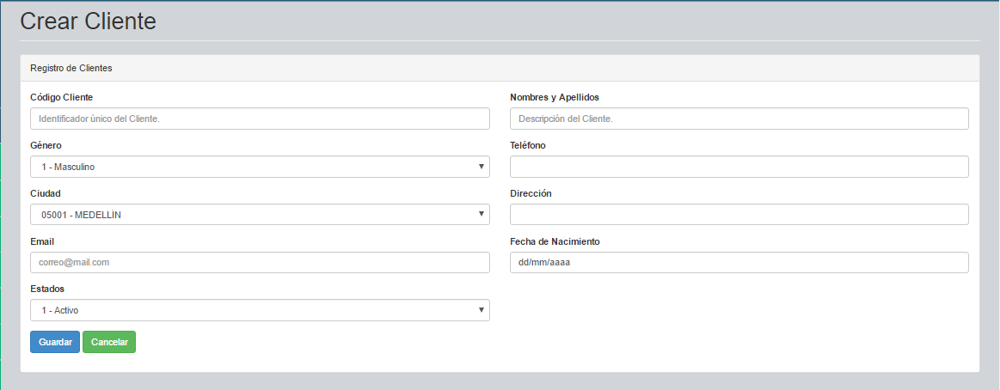 Crear Cliente
Registro de Clientes
Código Cliente
Nombres y Apellidos
Identificador único del Cliente.
Descripción del Cliente.
Género
Teléfono
1 - Masculino
Ciudad
Dirección
05001 - MEDELLÌN
Email
Fecha de Nacimiento
correo@mail.com
dd/mm/aaaa
Estados
1 - Activo
Guardar Cancelar